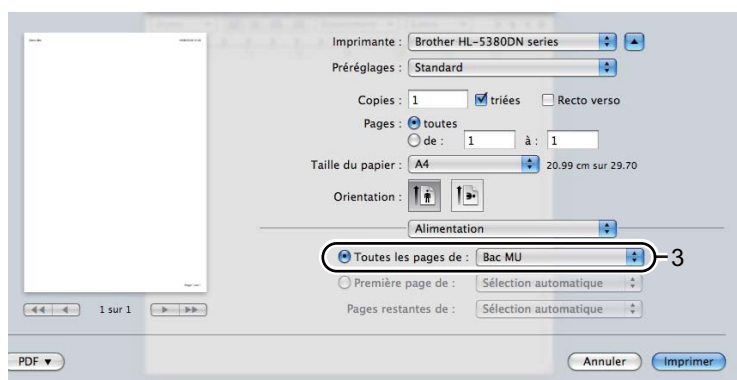 Imprimante : Brother HL-5380DN series
Préréglages : Standard
Copies : 1 triées Recto verso
Pages : toutes
de : 1 à : 1
Taille du papier : A4 20.99 cm sur 29.70
Orientation :
Alimentation
Toutes les pages de : Bac MU 3
Première page de : Sélection automatique
Pages restantes de : Sélection automatique
1 sur 1
PDF Annuler Imprimer